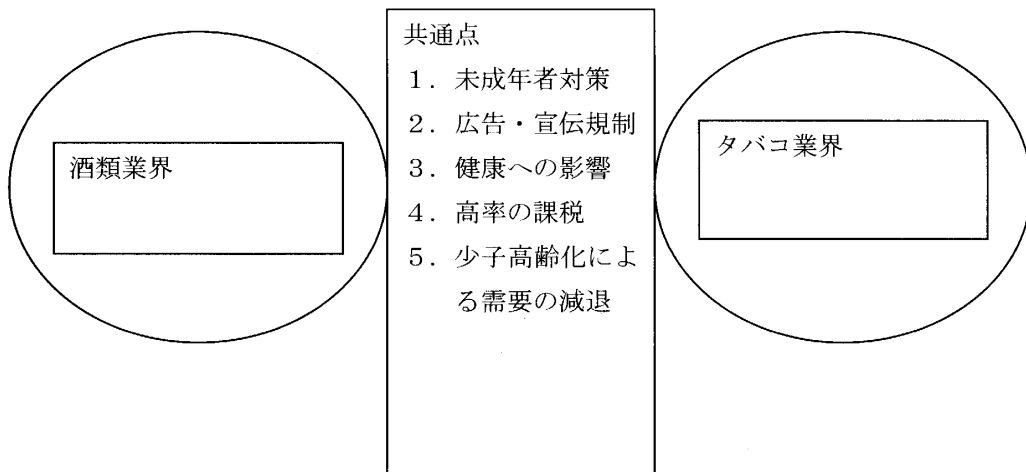 共通点
1．未成年者対策
2．広告・宣伝規制
3．健康への影響
4．高率の課税
5．少子高齢化によ
る需要の減退
酒類業界
タバコ業界